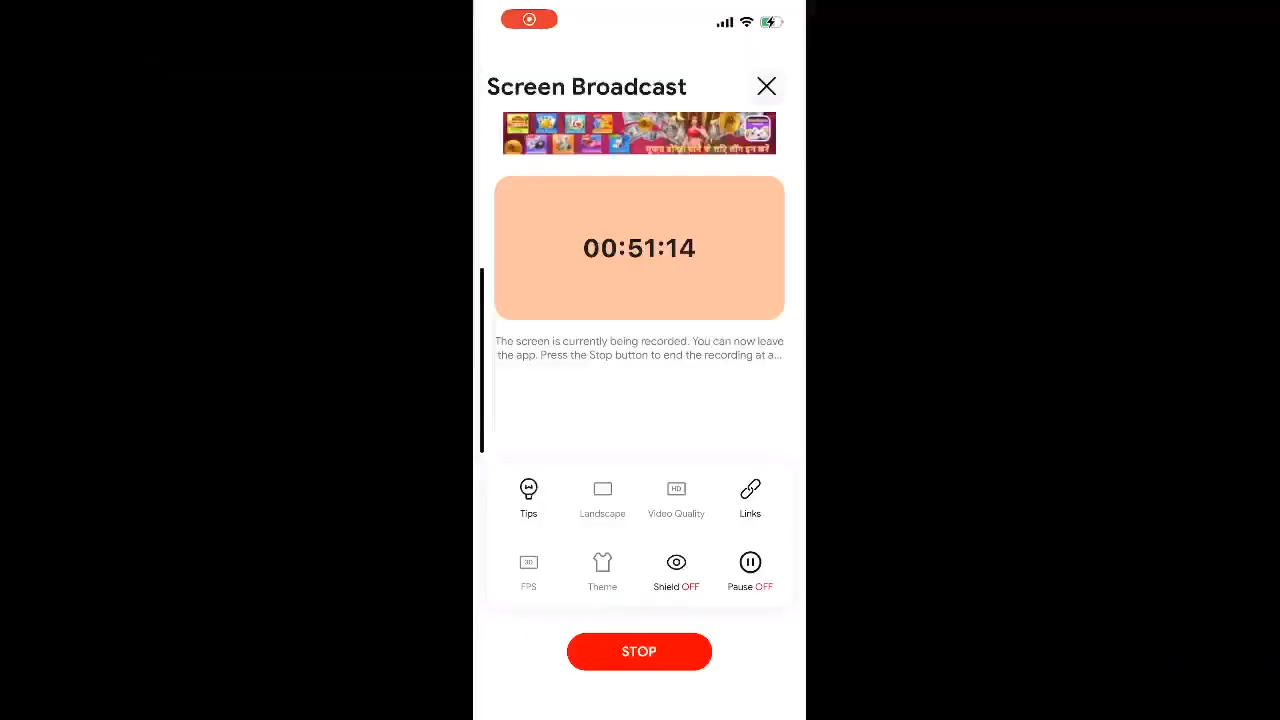 Screen Broadcast
00:51:14
The screen is currently being recorded. You can now leave
the app. Press the Stop button to end the recording at a...
Tips
Landscape
HD
Video Quality
Links
30
FPS
Theme
Shield OFF
Pause OFF
STOP